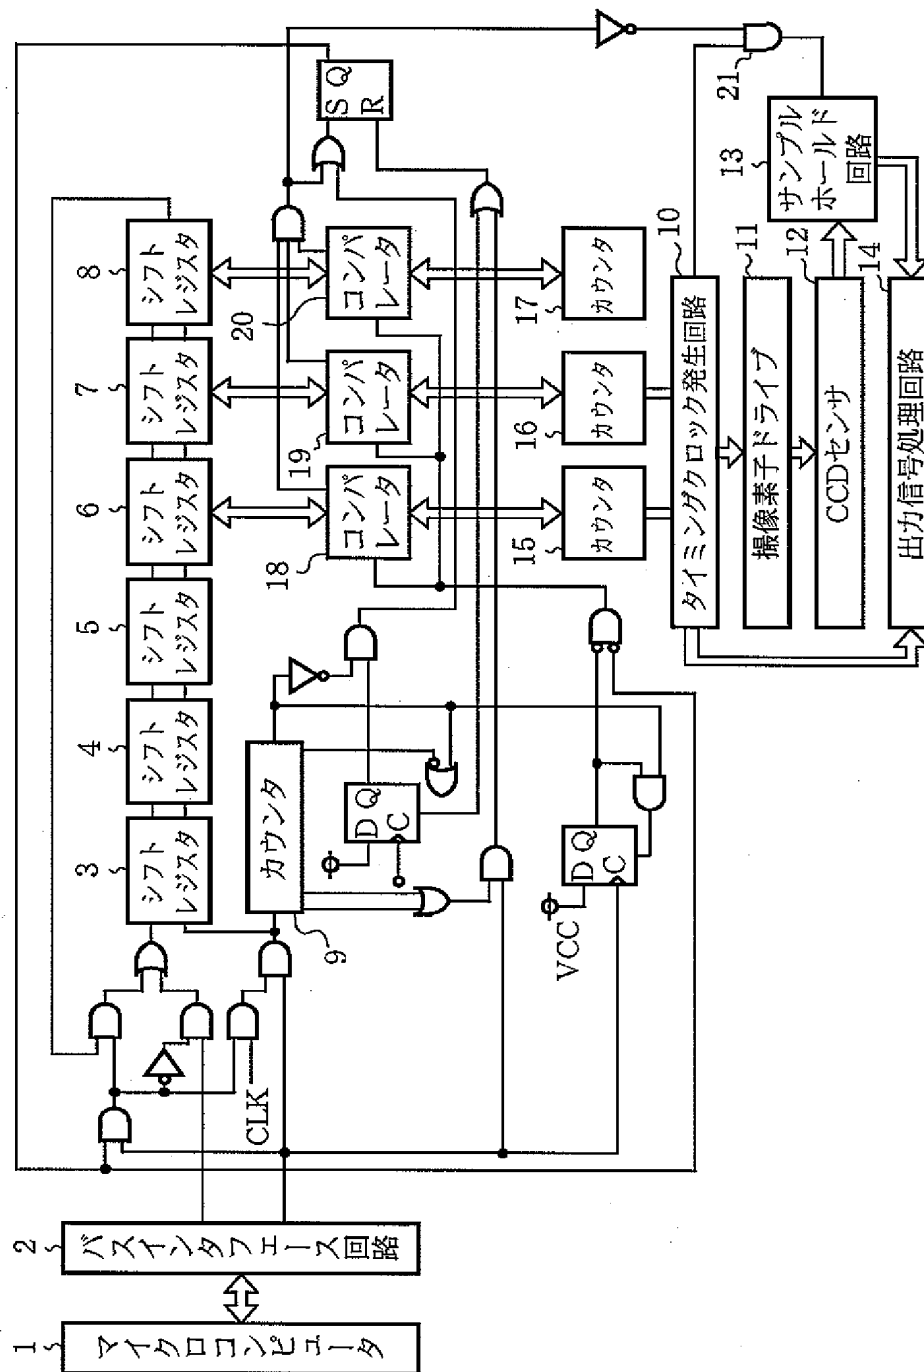 1
マイクロコンピュータ
2
バスインタフェース回路
3
シフト
レジスタ
4
シフト
レジスタ
5
シフト
レジスタ
6
シフト
レジスタ
7
シフト
レジスタ
8
シフト
レジスタ
CLK
カウンタ
9
D Q
C
VCC
D Q
C
コンパ
レータ
18
コンパ
レータ
19
コンパ
レータ
20
S Q
R
カウンタ
15
カウンタ
16
カウンタ
17
タイミングクロック発生回路
10
撮像素子ドライブ
11
CCDセンサ
12
サンプル
ホールド
回路
13
出力信号処理回路
14
21